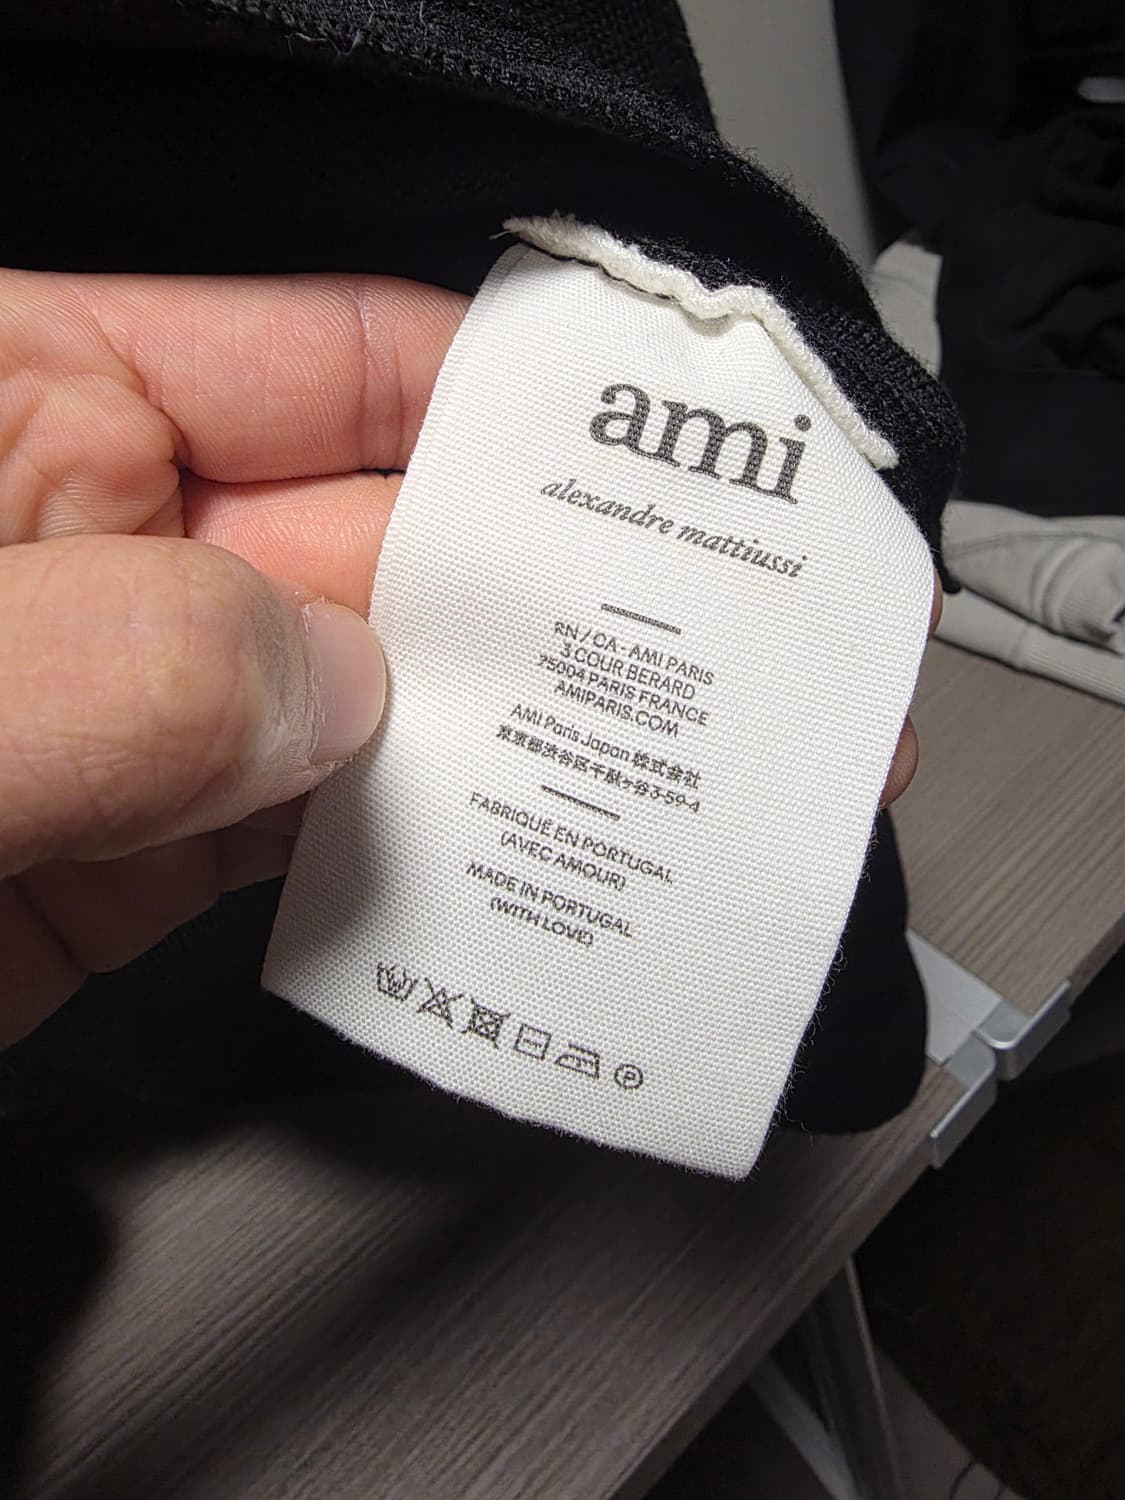 ami
alexandre mattiussi
RN / CA - AMI PARIS
3 COUR BERARD
75004 PARIS FRANCE
AMIPARIS.COM
AMI Paris Japan 株式会社
東京都渋谷区千駄ヶ谷3-59-4
FABRIQUÉ EN PORTUGAL
(AVEC AMOUR)
MADE IN PORTUGAL
(WITH LOVE)
P